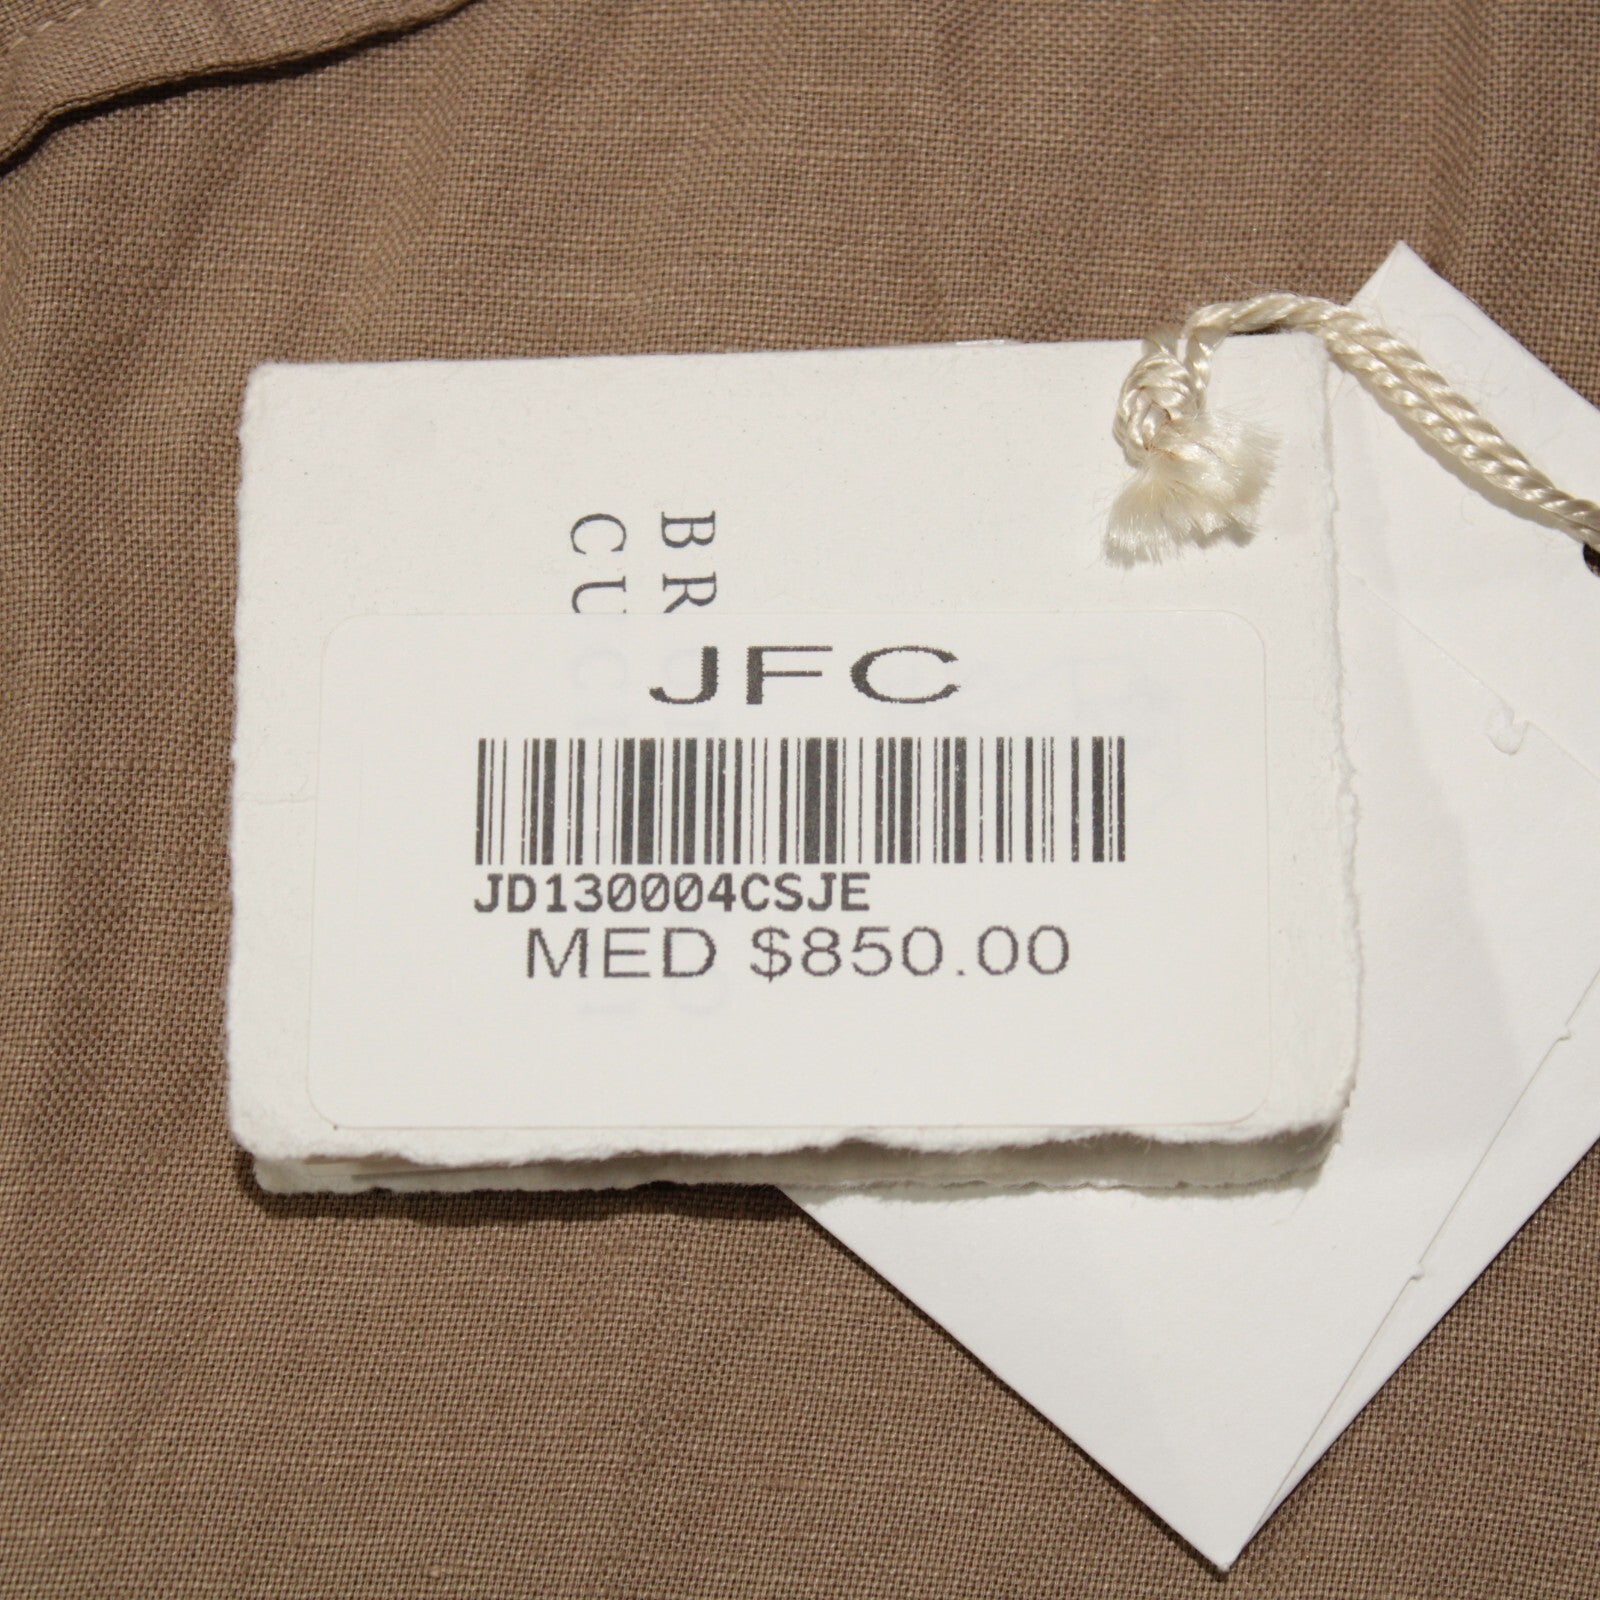 BR
CU
JFC
JD130004CSJE
MED $850.00